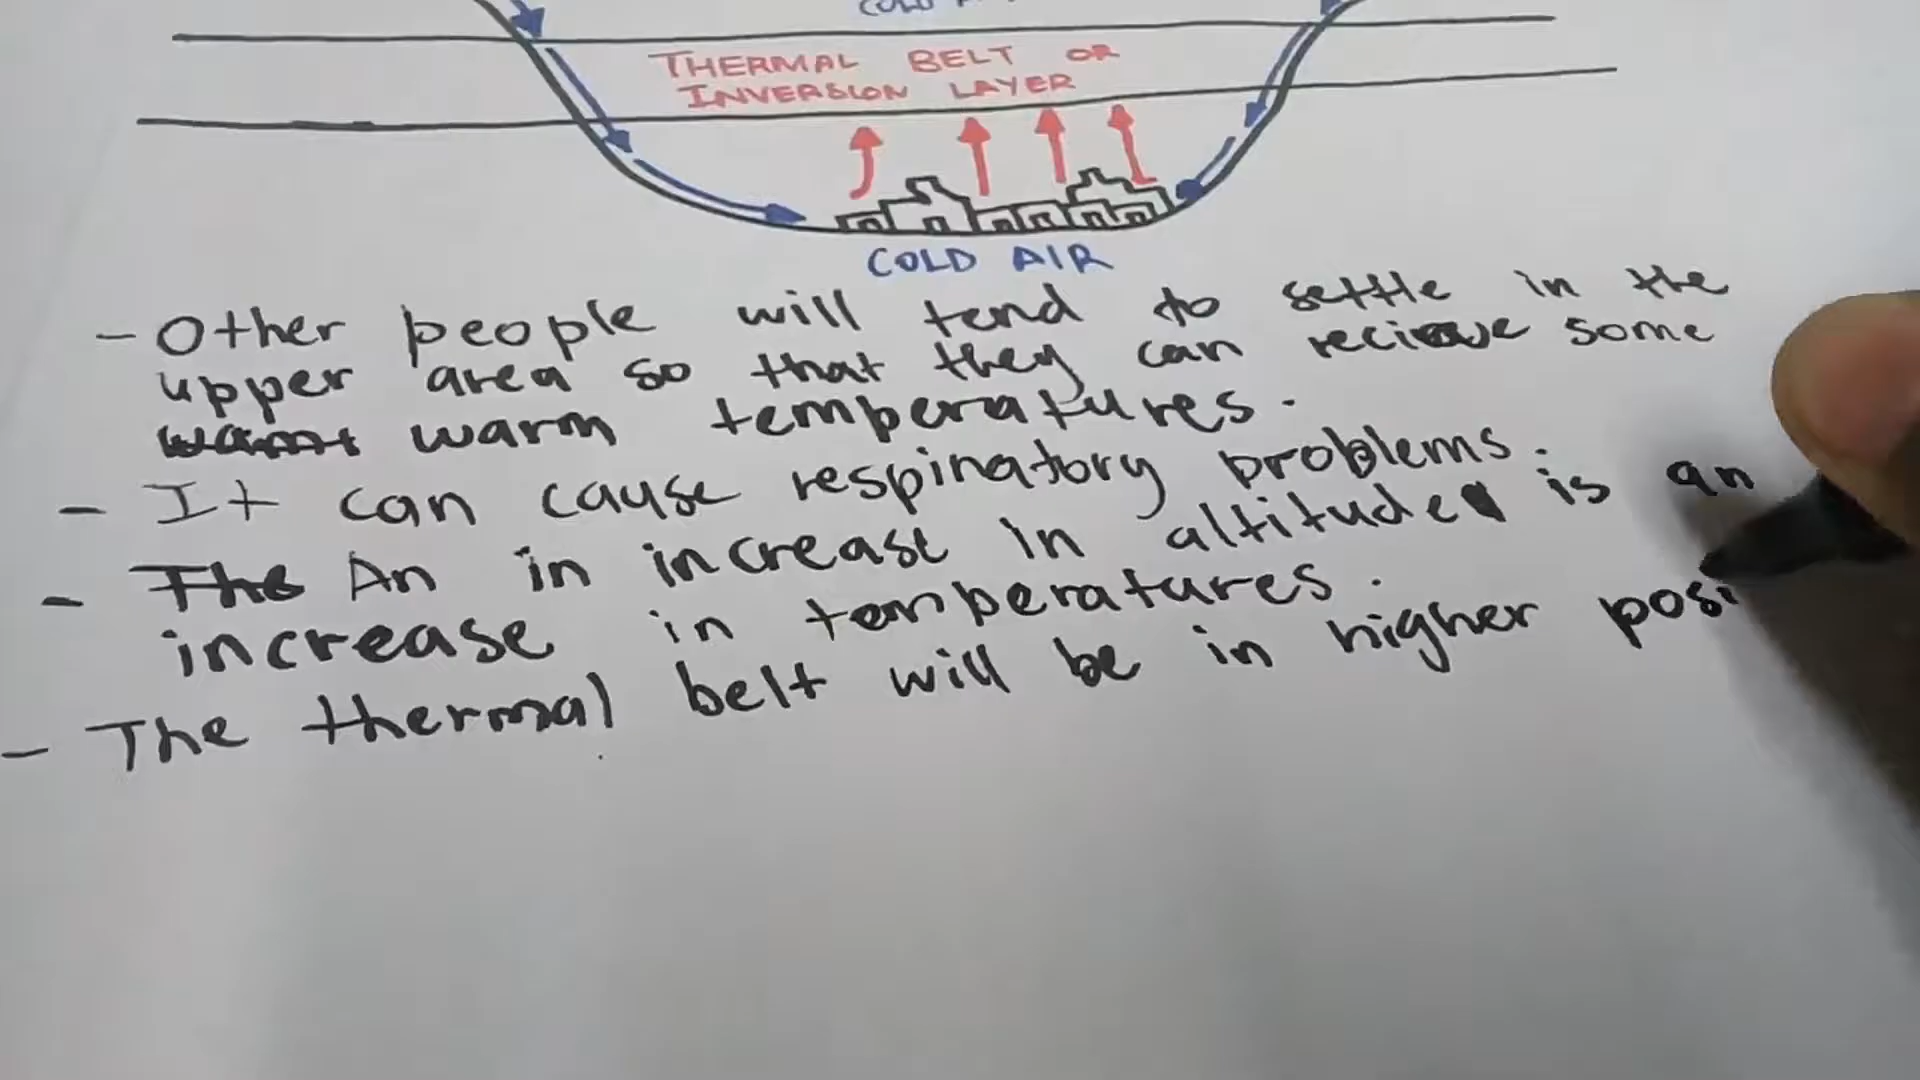 COLD
THERMAL BELT OR
INVERSION LAYER
COLD AIR
- Other people will tend to settle in the
upper area so that they can recieve some
warm temperatures.
- It can cause respiratory problems.
- The An in increase in altitude is an
increase in temperatures.
- The thermal belt will be in higher posi